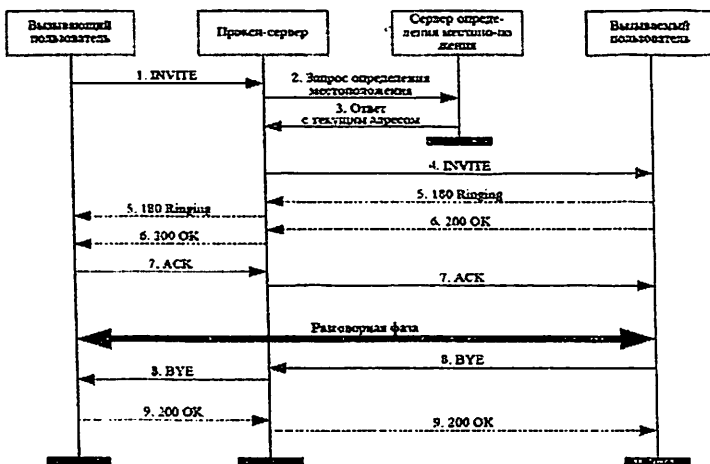 Вызывающий
пользователь
Прокси-сервер
Сервер опреде-
ления местопо-ло
жения
Вызываемый
пользователь
1. INVITE
2. Запрос определения
местоположения
3. Ответ
с текущим адресом
4. INVITE
5. 180 Ringing
5. 180 Ringing
6. 200 OK
6. 200 OK
7. ACK
7. ACK
Разговорная фаза
8. BYE
8. BYE
9. 200 OK
9. 200 OK